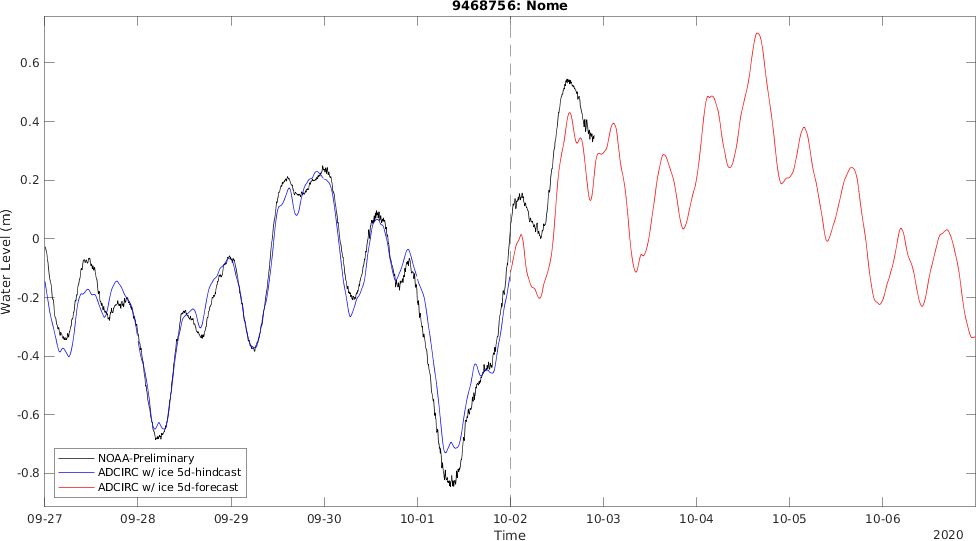 9468756: Nome
Water Level (m)
0.6
0.4
0.2
0
-0.2
-0.4
-0.6
-0.8
NOAA-Preliminary
ADCIRC w/ ice 5d-hindcast
ADCIRC w/ ice 5d-forecast
09-27 09-28 09-29 09-30 10-01 10-02 10-03 10-04 10-05 10-06
Time
2020